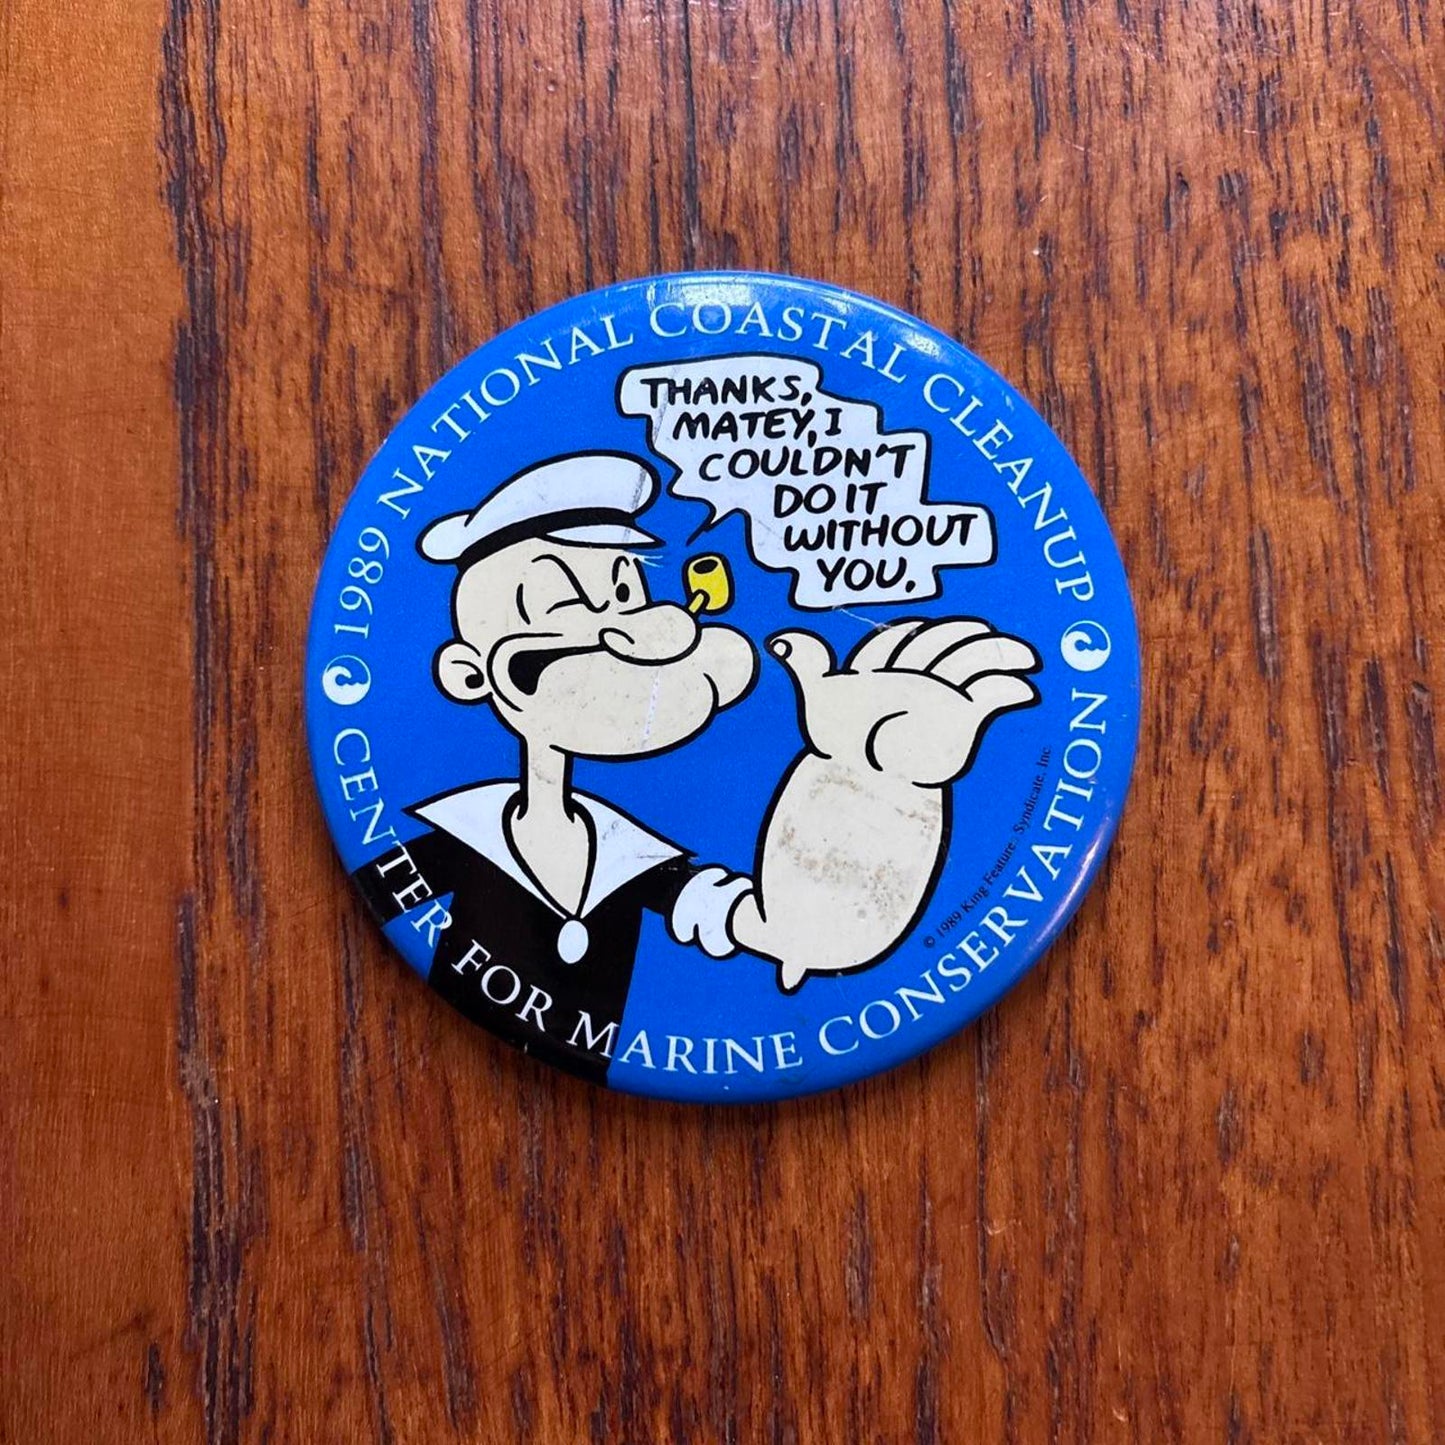 1989 NATIONAL COASTAL CLEANUP
THANKS,
MATEY, I
COULDN'T
DO IT
WITHOUT
YOU.
© 1989 King Feature Syndicate, Inc.
CENTER FOR MARINE CONSERVATION